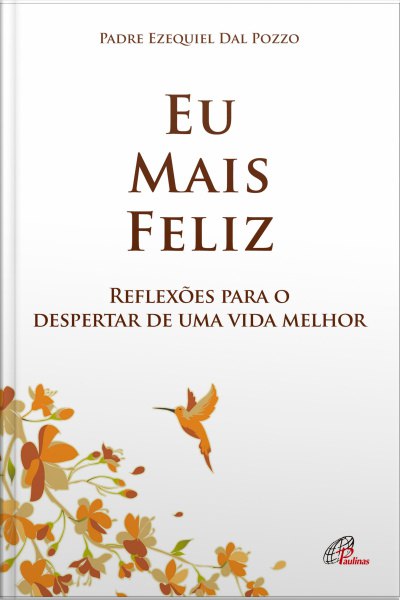 Padre Ezequiel Dal Pozzo
Eu
Mais
Feliz
Reflexões para o
despertar de uma vida melhor
Paulinas